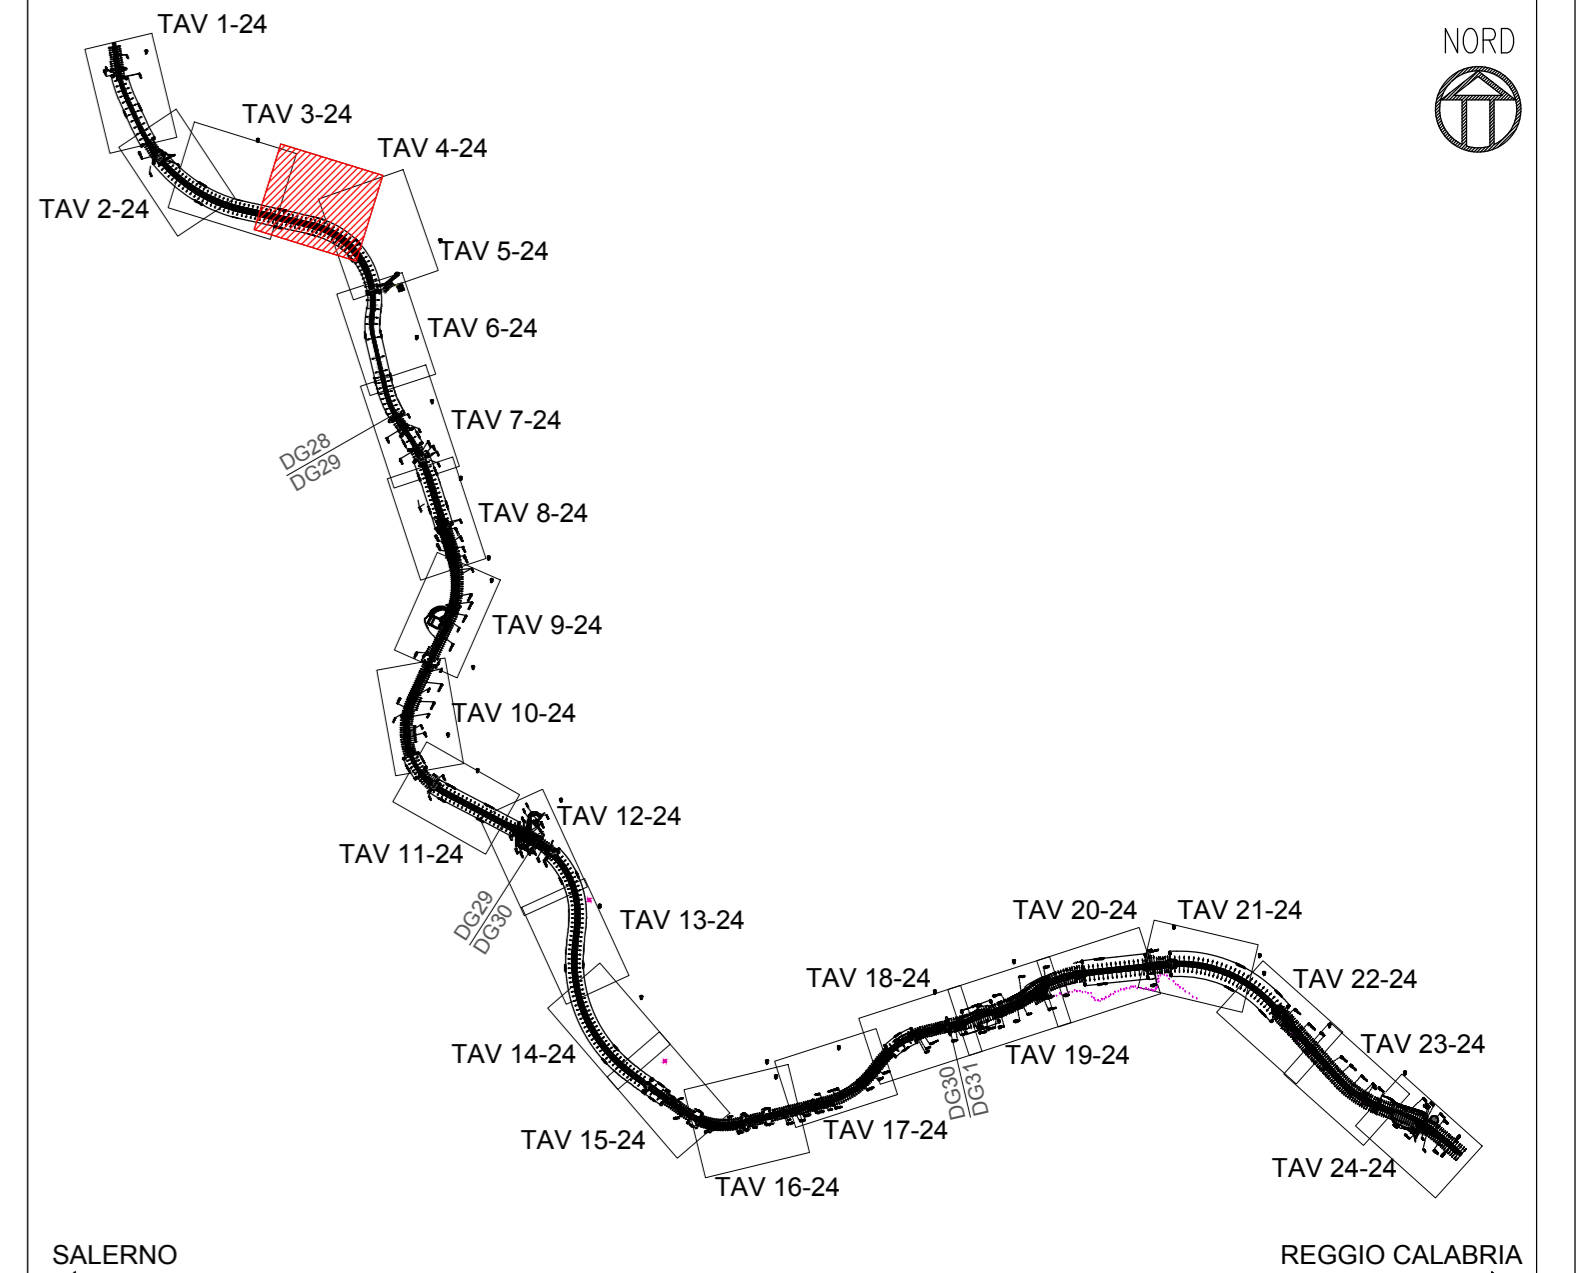 TAV 1-24
NORD
TAV 3-24
TAV 4-24
TAV 2-24
TAV 5-24
TAV 6-24
TAV 7-24
DG28
DG29
TAV 8-24
TAV 9-24
TAV 10-24
TAV 12-24
TAV 11-24
DG29
DG30
TAV 13-24
TAV 20-24
TAV 21-24
TAV 18-24
TAV 22-24
TAV 14-24
TAV 19-24
TAV 23-24
DG30
DG31
TAV 15-24
TAV 17-24
TAV 24-24
TAV 16-24
SALERNO
REGGIO CALABRIA